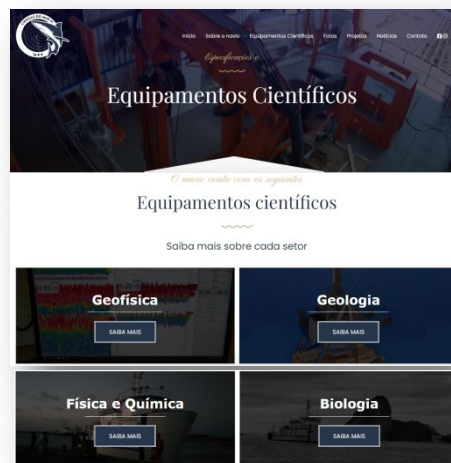 Início Sobre o navio Equipamentos Científicos Fotos Projetos Notícias Contato
Especificações e
Equipamentos Científicos
O navio conta com os seguintes
Equipamentos científicos
Saiba mais sobre cada setor
Geofísica
Geologia
SAIBA MAIS
SAIBA MAIS
Física e Química
Biologia
SAIBA MAIS
SAIBA MAIS